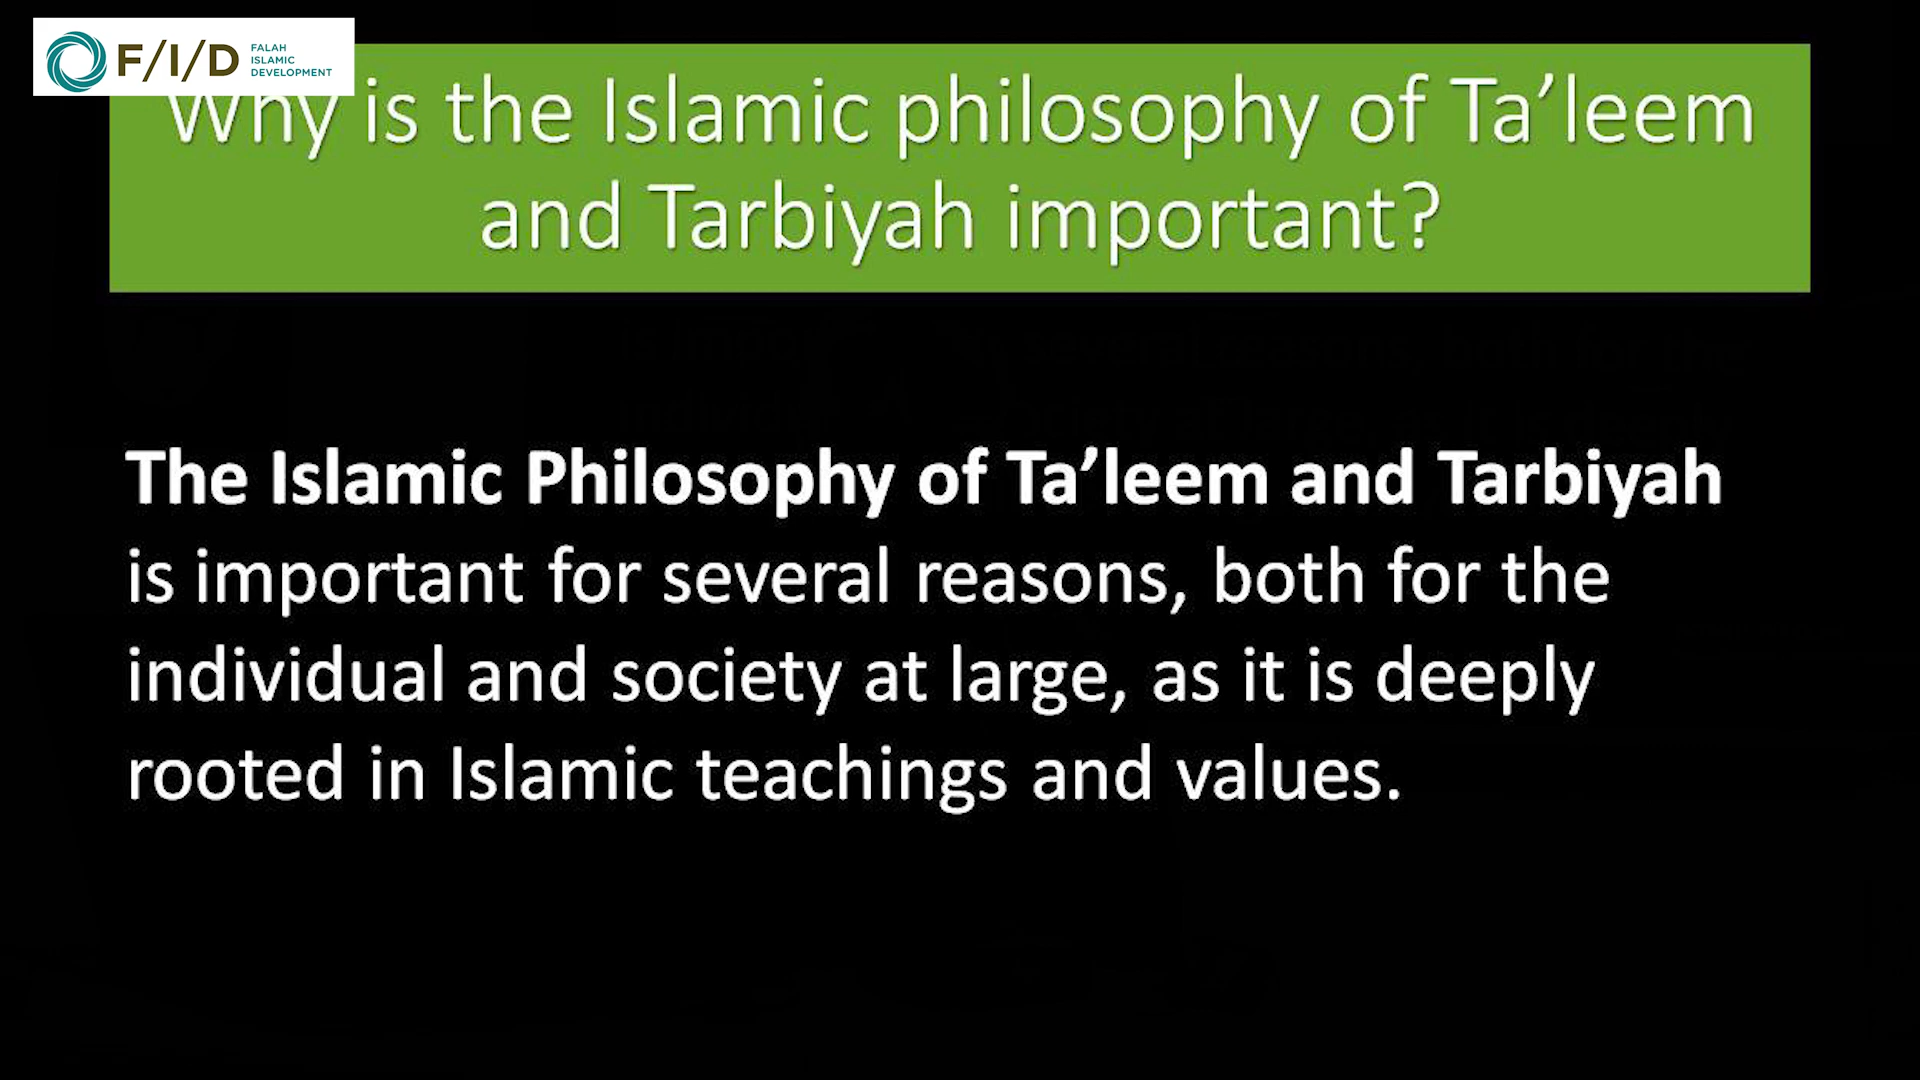 F/I/D
FALAH
ISLAMIC
DEVELOPMENT
Why is the Islamic philosophy of Ta’leem
and Tarbiyah important?
The Islamic Philosophy of Ta’leem and Tarbiyah
is important for several reasons, both for the
individual and society at large, as it is deeply
rooted in Islamic teachings and values.